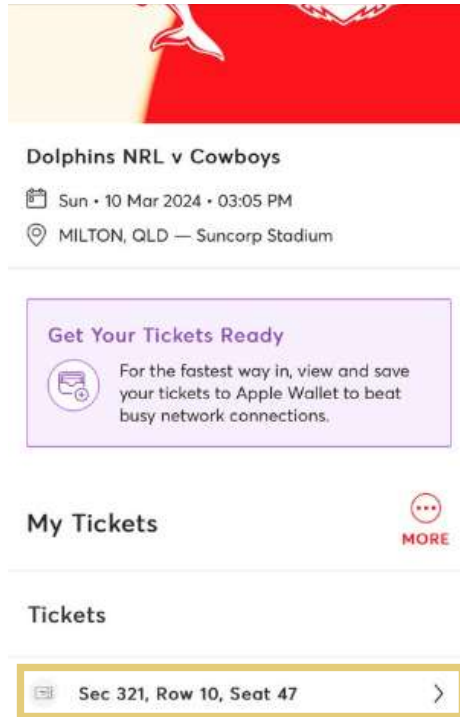 Dolphins NRL v Cowboys
Sun • 10 Mar 2024 • 03:05 PM
MILTON, QLD — Suncorp Stadium
Get Your Tickets Ready
For the fastest way in, view and save
your tickets to Apple Wallet to beat
busy network connections.
My Tickets
MORE
Tickets
Sec 321, Row 10, Seat 47